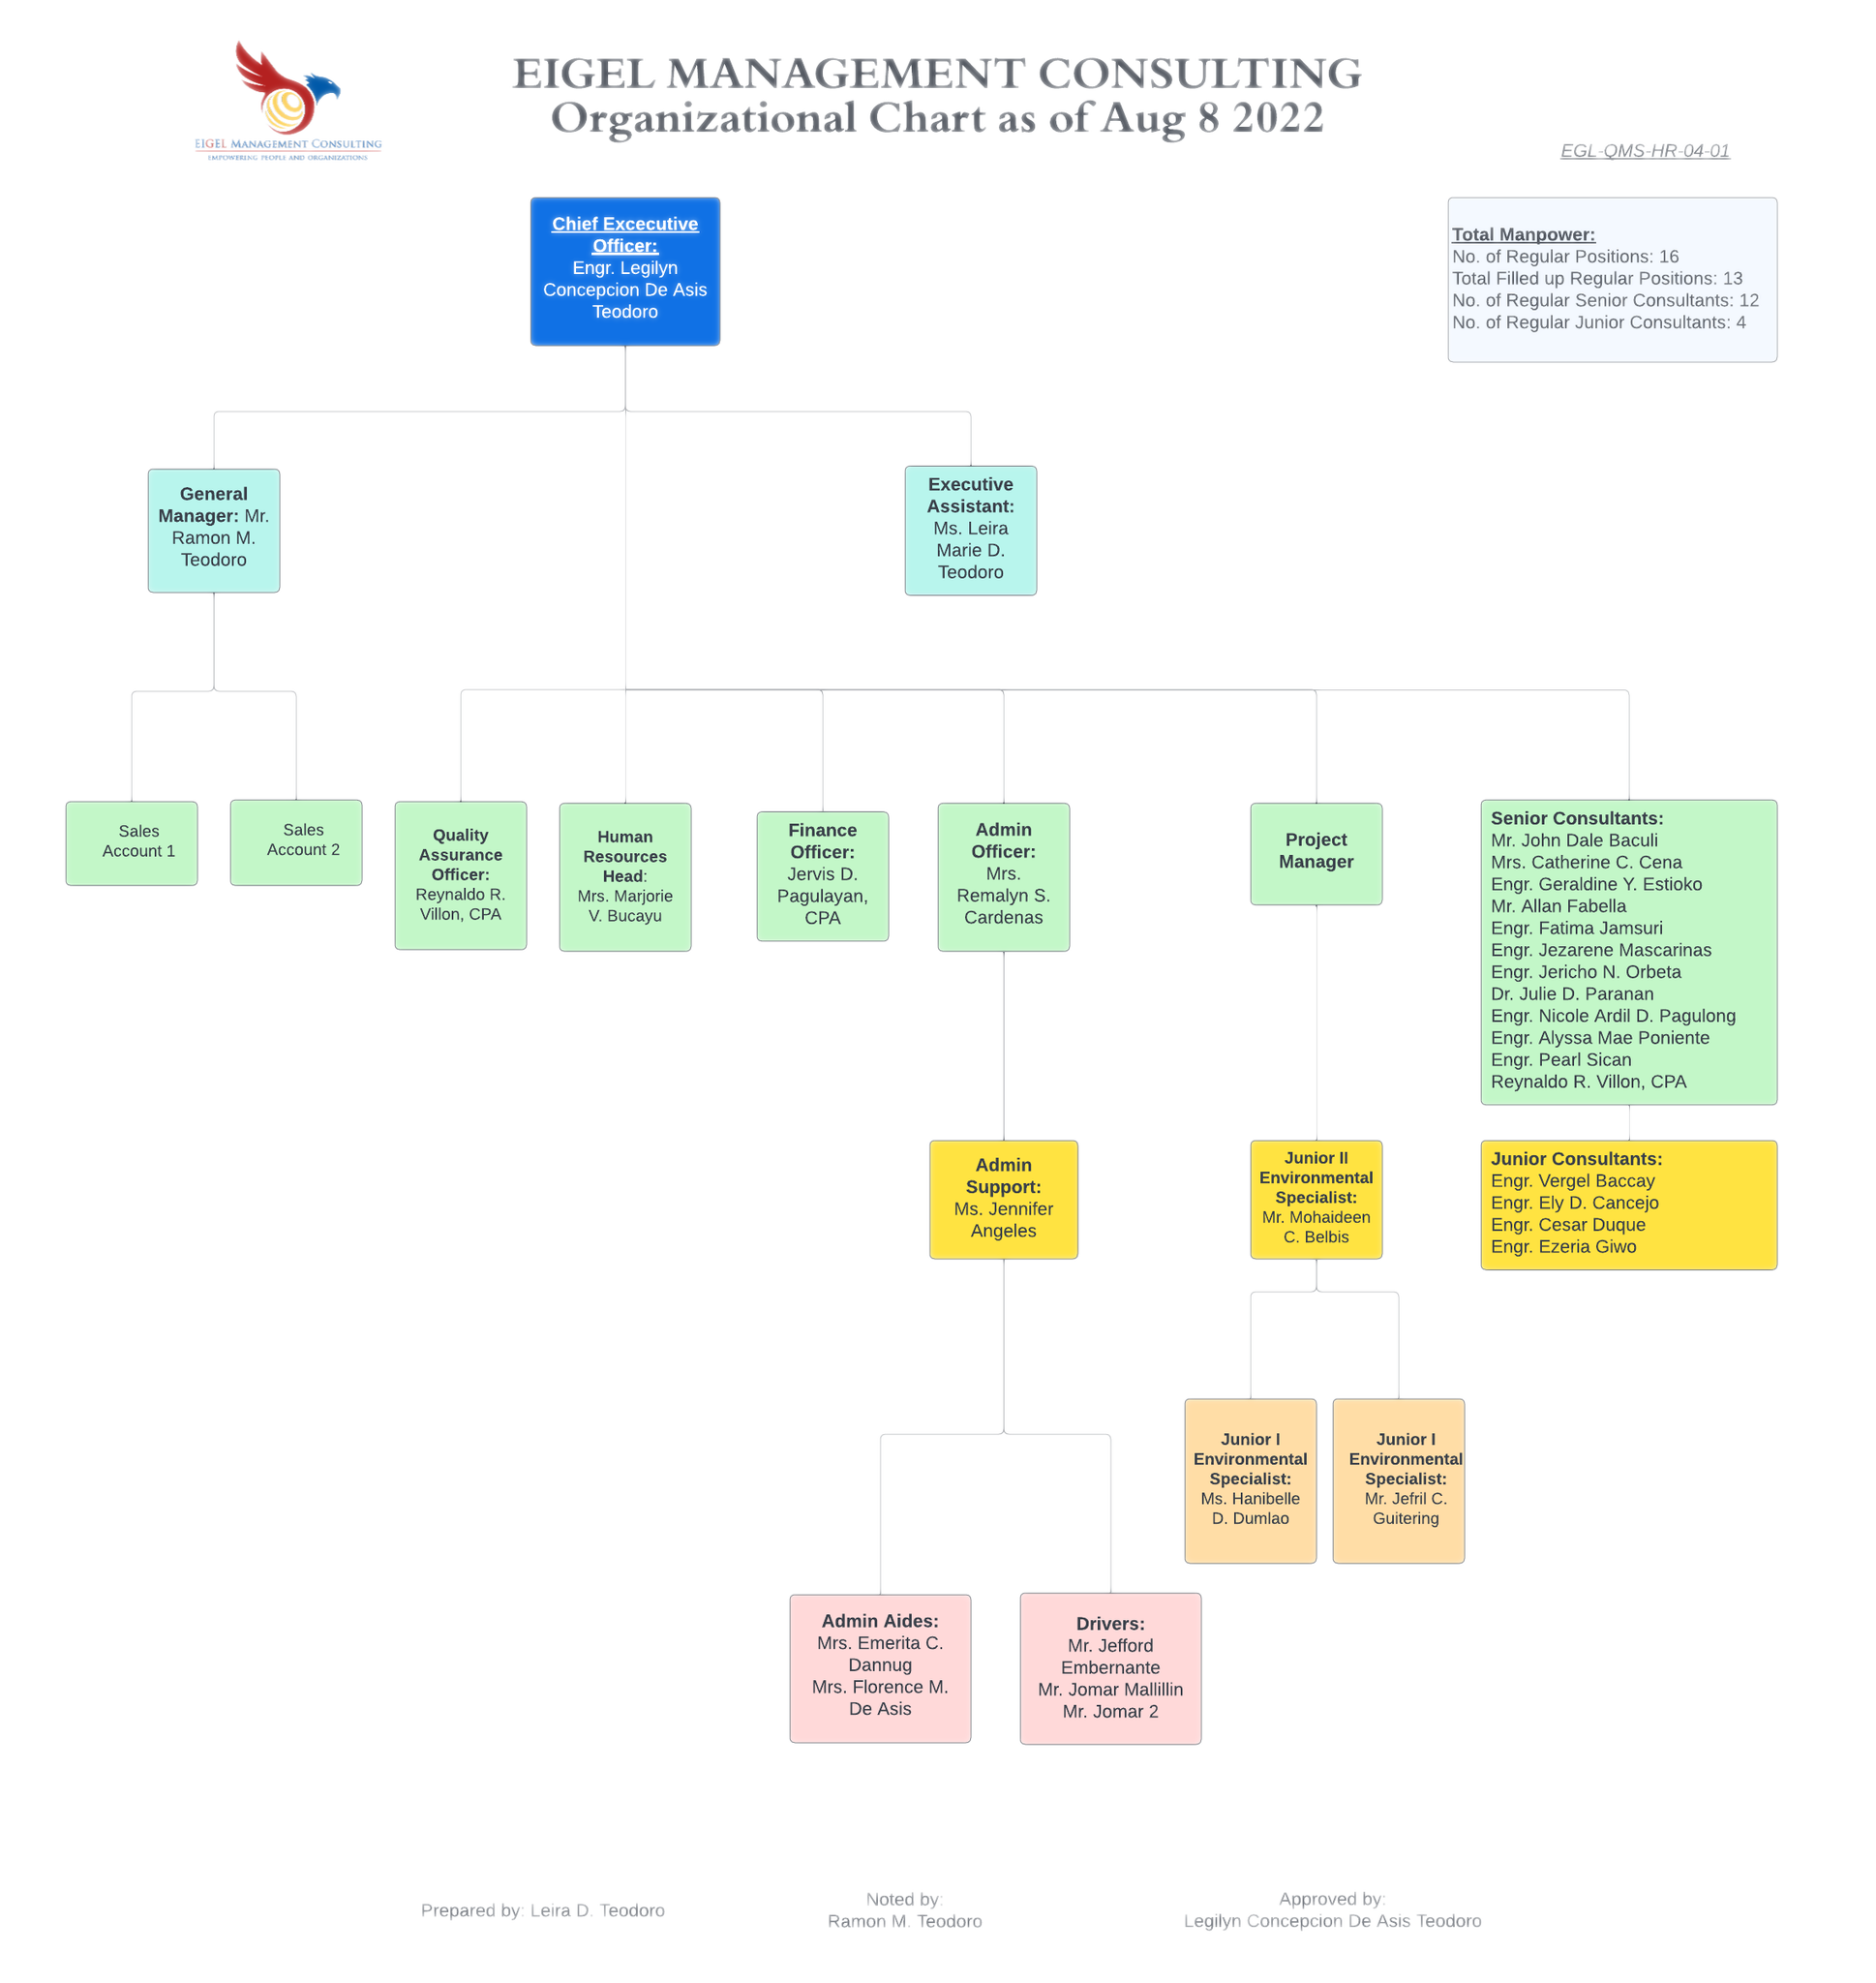 EIGEL MANAGEMENT CONSULTING
EMPOWERING PEOPLE AND ORGANIZATIONS
EIGEL MANAGEMENT CONSULTING
Organizational Chart as of Aug 8 2022
EGL-QMS-HR-04-01
Chief Excecutive
Officer:
Engr. Legilyn
Concepcion De Asis
Teodoro
Total Manpower:
No. of Regular Positions: 16
Total Filled up Regular Positions: 13
No. of Regular Senior Consultants: 12
No. of Regular Junior Consultants: 4
General
Manager: Mr.
Ramon M.
Teodoro
Executive
Assistant:
Ms. Leira
Marie D.
Teodoro
Sales
Account 1
Sales
Account 2
Quality
Assurance
Officer:
Reynaldo R.
Villon, CPA
Human
Resources
Head:
Mrs. Marjorie
V. Bucayu
Finance
Officer:
Jervis D.
Pagulayan,
CPA
Admin
Officer:
Mrs.
Remalyn S.
Cardenas
Project
Manager
Senior Consultants:
Mr. John Dale Baculi
Mrs. Catherine C. Cena
Engr. Geraldine Y. Estioko
Mr. Allan Fabella
Engr. Fatima Jamsuri
Engr. Jezarene Mascarinas
Engr. Jericho N. Orbeta
Dr. Julie D. Paranan
Engr. Nicole Ardil D. Pagulong
Engr. Alyssa Mae Poniente
Engr. Pearl Sican
Reynaldo R. Villon, CPA
Admin
Support:
Ms. Jennifer
Angeles
Junior II
Environmental
Specialist:
Mr. Mohaideen
C. Belbis
Junior Consultants:
Engr. Vergel Baccay
Engr. Ely D. Cancejo
Engr. Cesar Duque
Engr. Ezeria Giwo
Junior I
Environmental
Specialist:
Ms. Hanibelle
D. Dumlao
Junior I
Environmental
Specialist:
Mr. Jefril C.
Guitering
Admin Aides:
Mrs. Emerita C.
Dannug
Mrs. Florence M.
De Asis
Drivers:
Mr. Jefford
Embernante
Mr. Jomar Mallillin
Mr. Jomar 2
Prepared by: Leira D. Teodoro
Noted by:
Ramon M. Teodoro
Approved by:
Legilyn Concepcion De Asis Teodoro